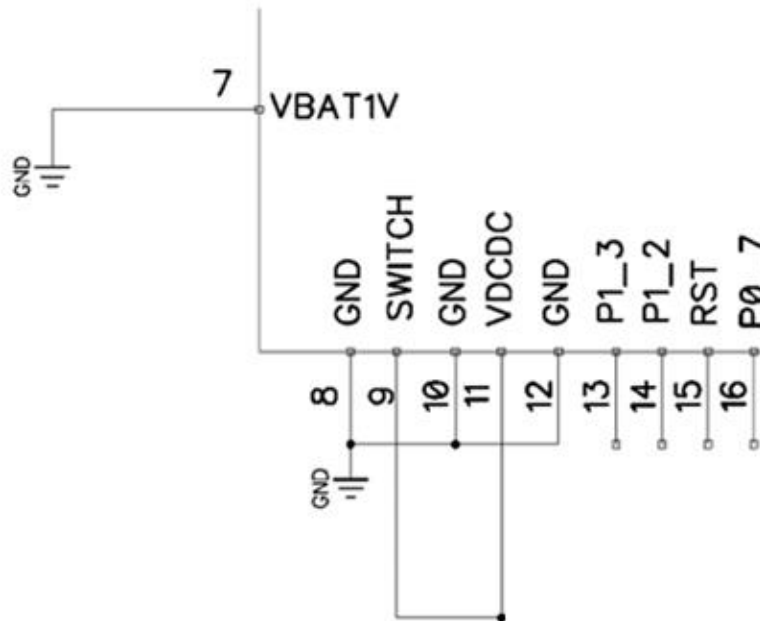 7
VBAT1V
GND
GND
SWITCH
GND
VDCDC
GND
P1_3
P1_2
RST
P0_7
8
9
10
11
12
13
14
15
16
GND